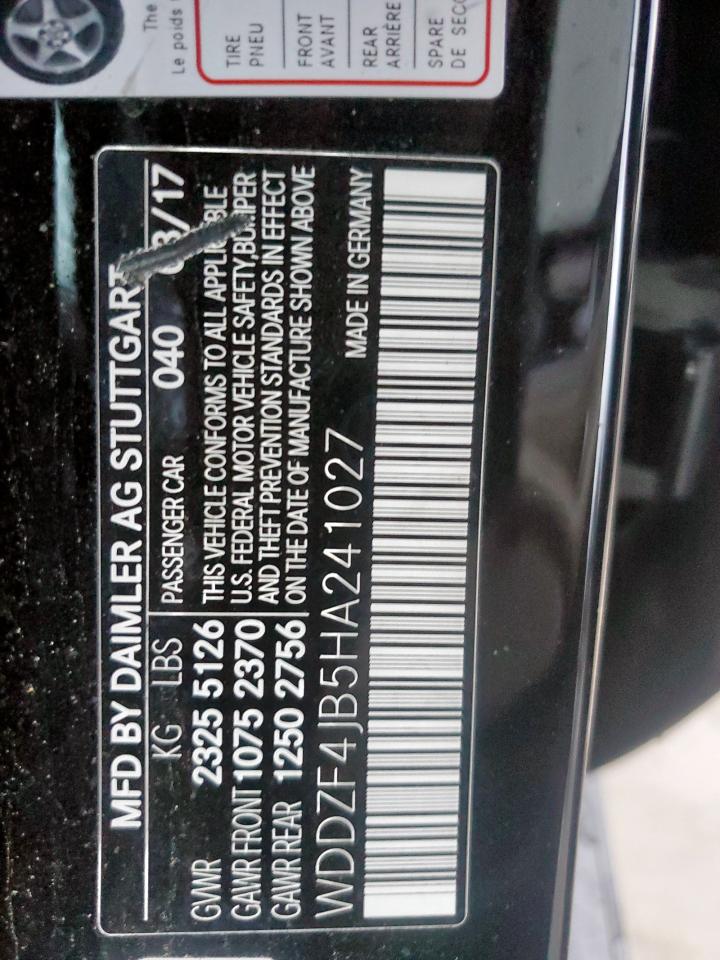 The
Le poids
TIRE
PNEU
FRONT
AVANT
REAR
ARRIÈRE
SPARE
DE SEC
MFD BY DAIMLER AG STUTTGART
KG LBS
PASSENGER CAR 040 /17
GVWR 2325 5126
GAWR FRONT 1075 2370
GAWR REAR 1250 2756
THIS VEHICLE CONFORMS TO ALL APPLICABLE
U.S. FEDERAL MOTOR VEHICLE SAFETY, BUMPER
AND THEFT PREVENTION STANDARDS IN EFFECT
ON THE DATE OF MANUFACTURE SHOWN ABOVE
WDDZF4JB5HA241027
MADE IN GERMANY